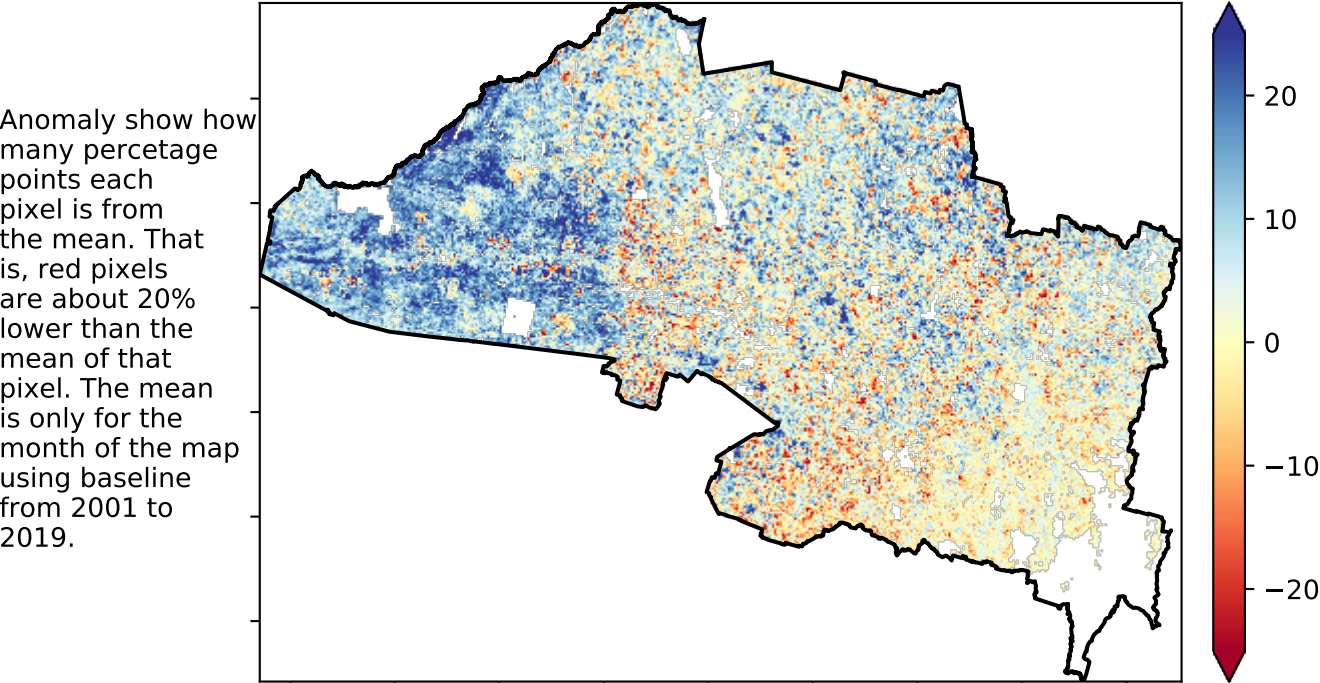 Anomaly show how
many percetage
points each
pixel is from
the mean. That
is, red pixels
are about 20%
lower than the
mean of that
pixel. The mean
is only for the
month of the map
using baseline
from 2001 to
2019.
20
10
0
−10
−20